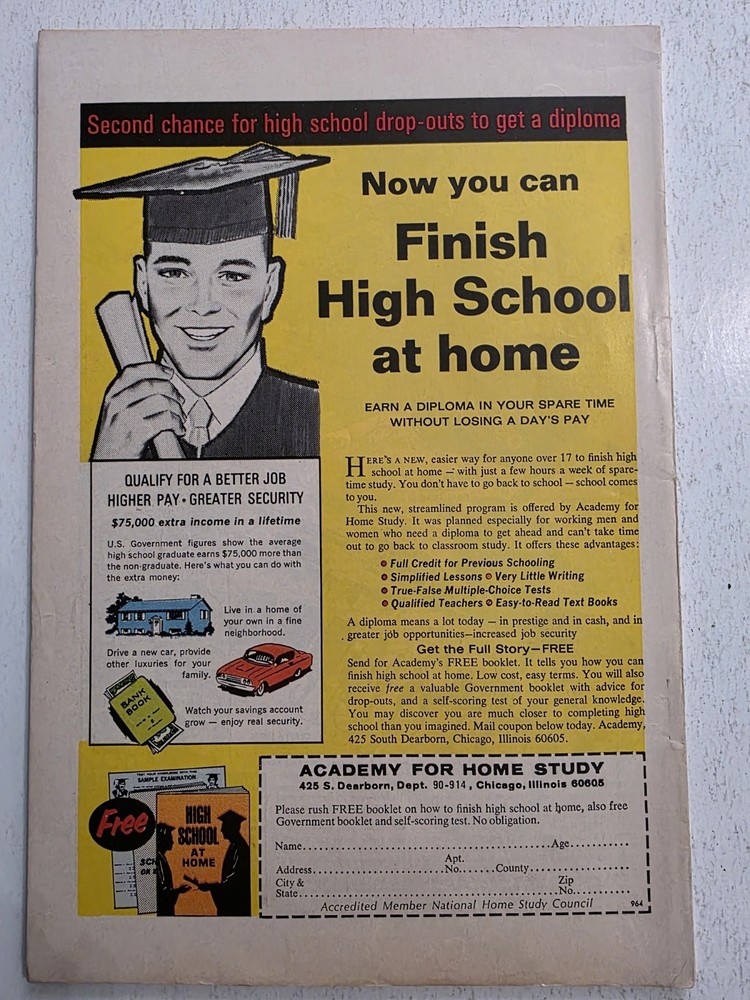 Second chance for high school drop-outs to get a diploma
Now you can
Finish
High School
at home
EARN A DIPLOMA IN YOUR SPARE TIME
WITHOUT LOSING A DAY'S PAY
HERE'S A NEW, easier way for anyone over 17 to finish high
school at home — with just a few hours a week of spare-
time study. You don't have to go back to school — school comes
to you.
This new, streamlined program is offered by Academy for
Home Study. It was planned especially for working men and
women who need a diploma to get ahead and can't take time
out to go back to classroom study. It offers these advantages:
Full Credit for Previous Schooling
Simplified Lessons • Very Little Writing
True-False Multiple-Choice Tests
Qualified Teachers • Easy-to-Read Text Books
A diploma means a lot today — in prestige and in cash, and in
greater job opportunities—increased job security
Get the Full Story—FREE
Send for Academy's FREE booklet. It tells you how you can
finish high school at home. Low cost, easy terms. You will also
receive free a valuable Government booklet with advice for
drop-outs, and a self-scoring test of your general knowledge.
You may discover you are much closer to completing high
school than you imagined. Mail coupon below today. Academy,
425 South Dearborn, Chicago, Illinois 60605.
QUALIFY FOR A BETTER JOB
HIGHER PAY • GREATER SECURITY
$75,000 extra income in a lifetime
U.S. Government figures show the average
high school graduate earns $75,000 more than
the non-graduate. Here's what you can do with
the extra money:
Live in a home of
your own in a fine
neighborhood.
Drive a new car, provide
other luxuries for your
family.
BANK
BOOK
Watch your savings account
grow — enjoy real security.
SAMPLE EXAMINATION
Free
HIGH
SCHOOL
AT
HOME
ACADEMY FOR HOME STUDY
425 S. Dearborn, Dept. 90-914, Chicago, Illinois 60605
Please rush FREE booklet on how to finish high school at home, also free
Government booklet and self-scoring test. No obligation.
Name..........Age..........
Apt.
Address..........No.......County..........
City & Zip
State..........No..........
Accredited Member National Home Study Council 964